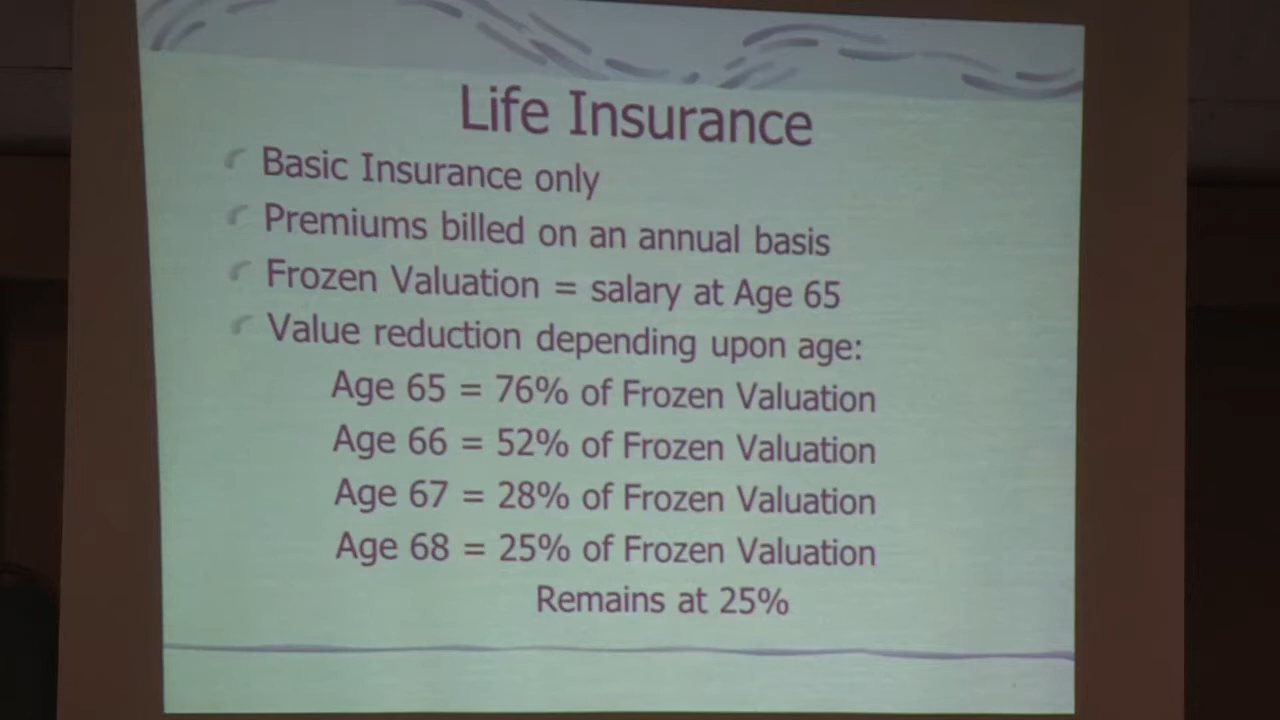 Life Insurance
Basic Insurance only
Premiums billed on an annual basis
Frozen Valuation = salary at Age 65
Value reduction depending upon age:
Age 65 = 76% of Frozen Valuation
Age 66 = 52% of Frozen Valuation
Age 67 = 28% of Frozen Valuation
Age 68 = 25% of Frozen Valuation
Remains at 25%